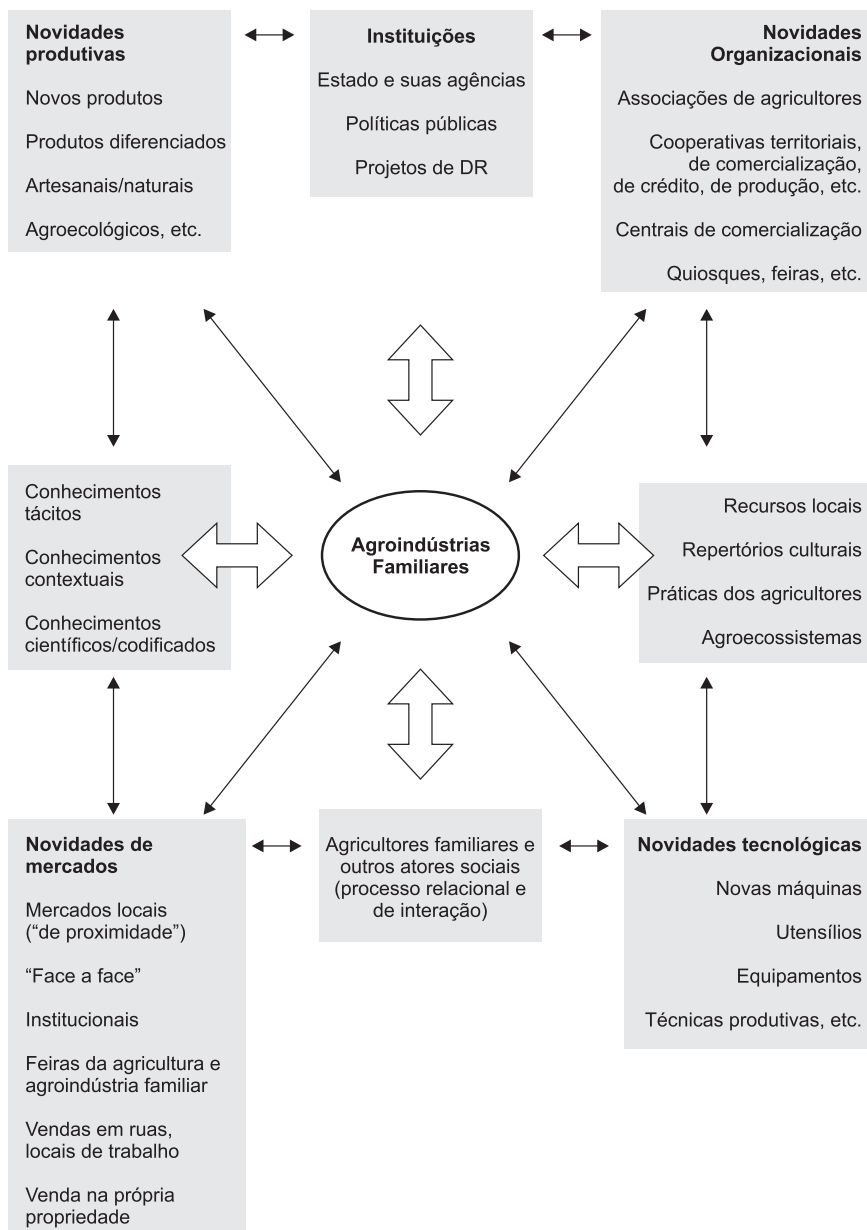 Novidades
produtivas
Novos produtos
Produtos diferenciados
Artesanais/naturais
Agroecológicos, etc.
Instituições
Estado e suas agências
Políticas públicas
Projetos de DR
Novidades
Organizacionais
Associações de agricultores
Cooperativas territoriais,
de comercialização,
de crédito, de produção, etc.
Centrais de comercialização
Quiosques, feiras, etc.
Conhecimentos
tácitos
Conhecimentos
contextuais
Conhecimentos
científicos/codificados
Agroindústrias
Familiares
Recursos locais
Repertórios culturais
Práticas dos agricultores
Agroecossistemas
Novidades de
mercados
Mercados locais
(“de proximidade”)
“Face a face”
Institucionais
Feiras da agricultura e
agroindústria familiar
Vendas em ruas,
locais de trabalho
Venda na própria
propriedade
Agricultores familiares e
outros atores sociais
(processo relacional e
de interação)
Novidades tecnológicas
Novas máquinas
Utensílios
Equipamentos
Técnicas produtivas, etc.